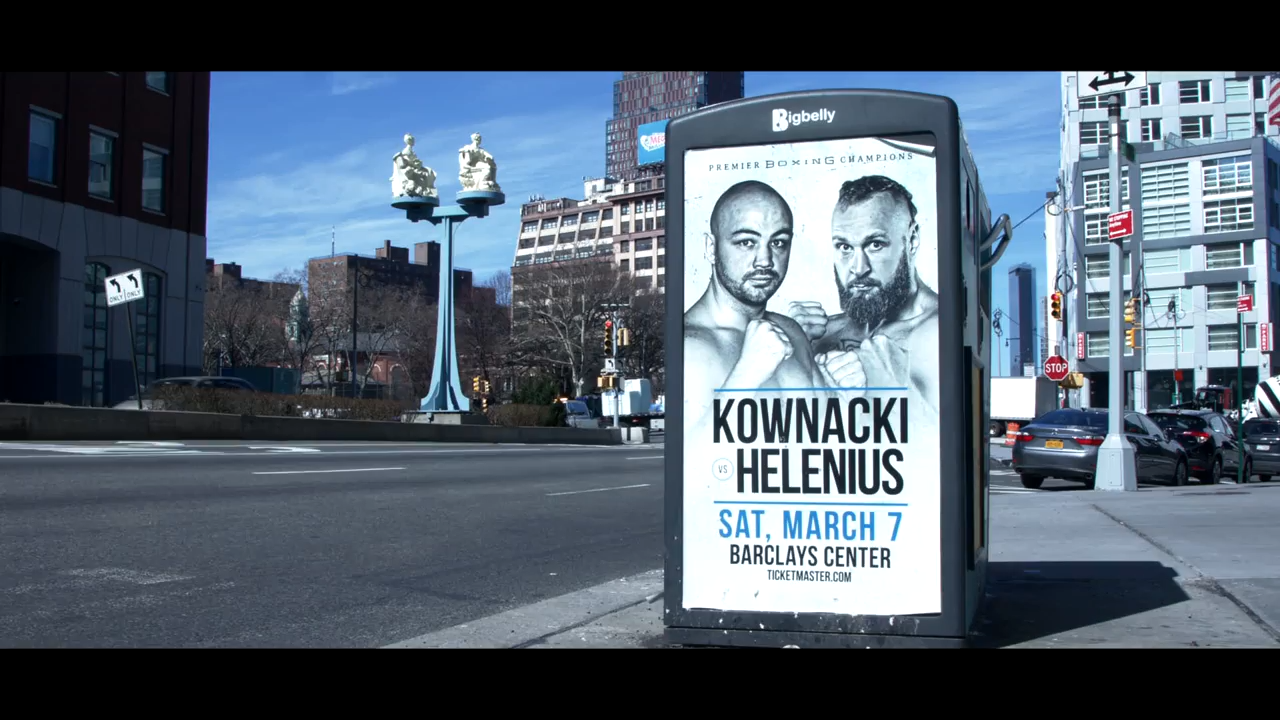 Bigbelly
PREMIER BOXING CHAMPIONS
KOWNACKI
VS HELENIUS
SAT, MARCH 7
BARCLAYS CENTER
TICKETMASTER.COM
ONLY ONLY
STOP